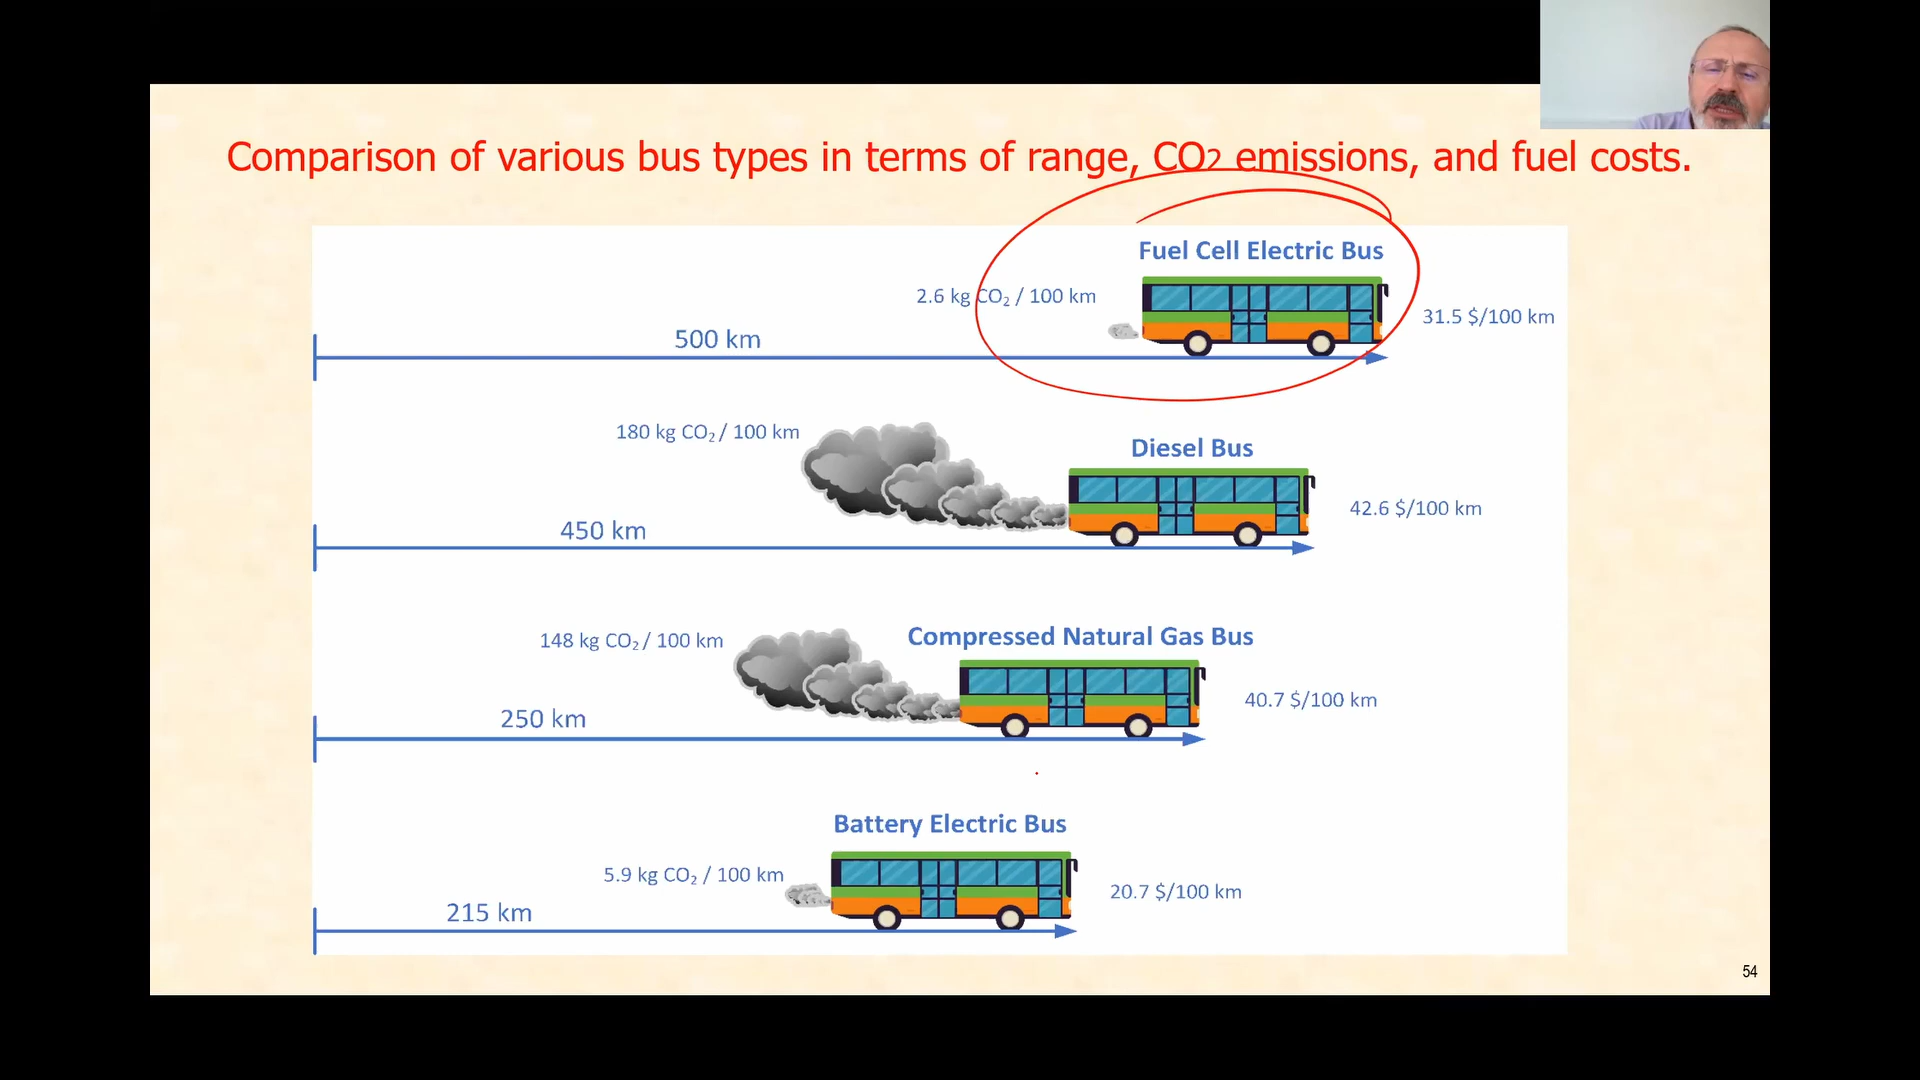 Comparison of various bus types in terms of range, CO2 emissions, and fuel costs.
Fuel Cell Electric Bus
2.6 kg CO₂ / 100 km
31.5 $/100 km
500 km
180 kg CO₂ / 100 km
Diesel Bus
42.6 $/100 km
450 km
148 kg CO₂ / 100 km
Compressed Natural Gas Bus
40.7 $/100 km
250 km
Battery Electric Bus
5.9 kg CO₂ / 100 km
20.7 $/100 km
215 km
54